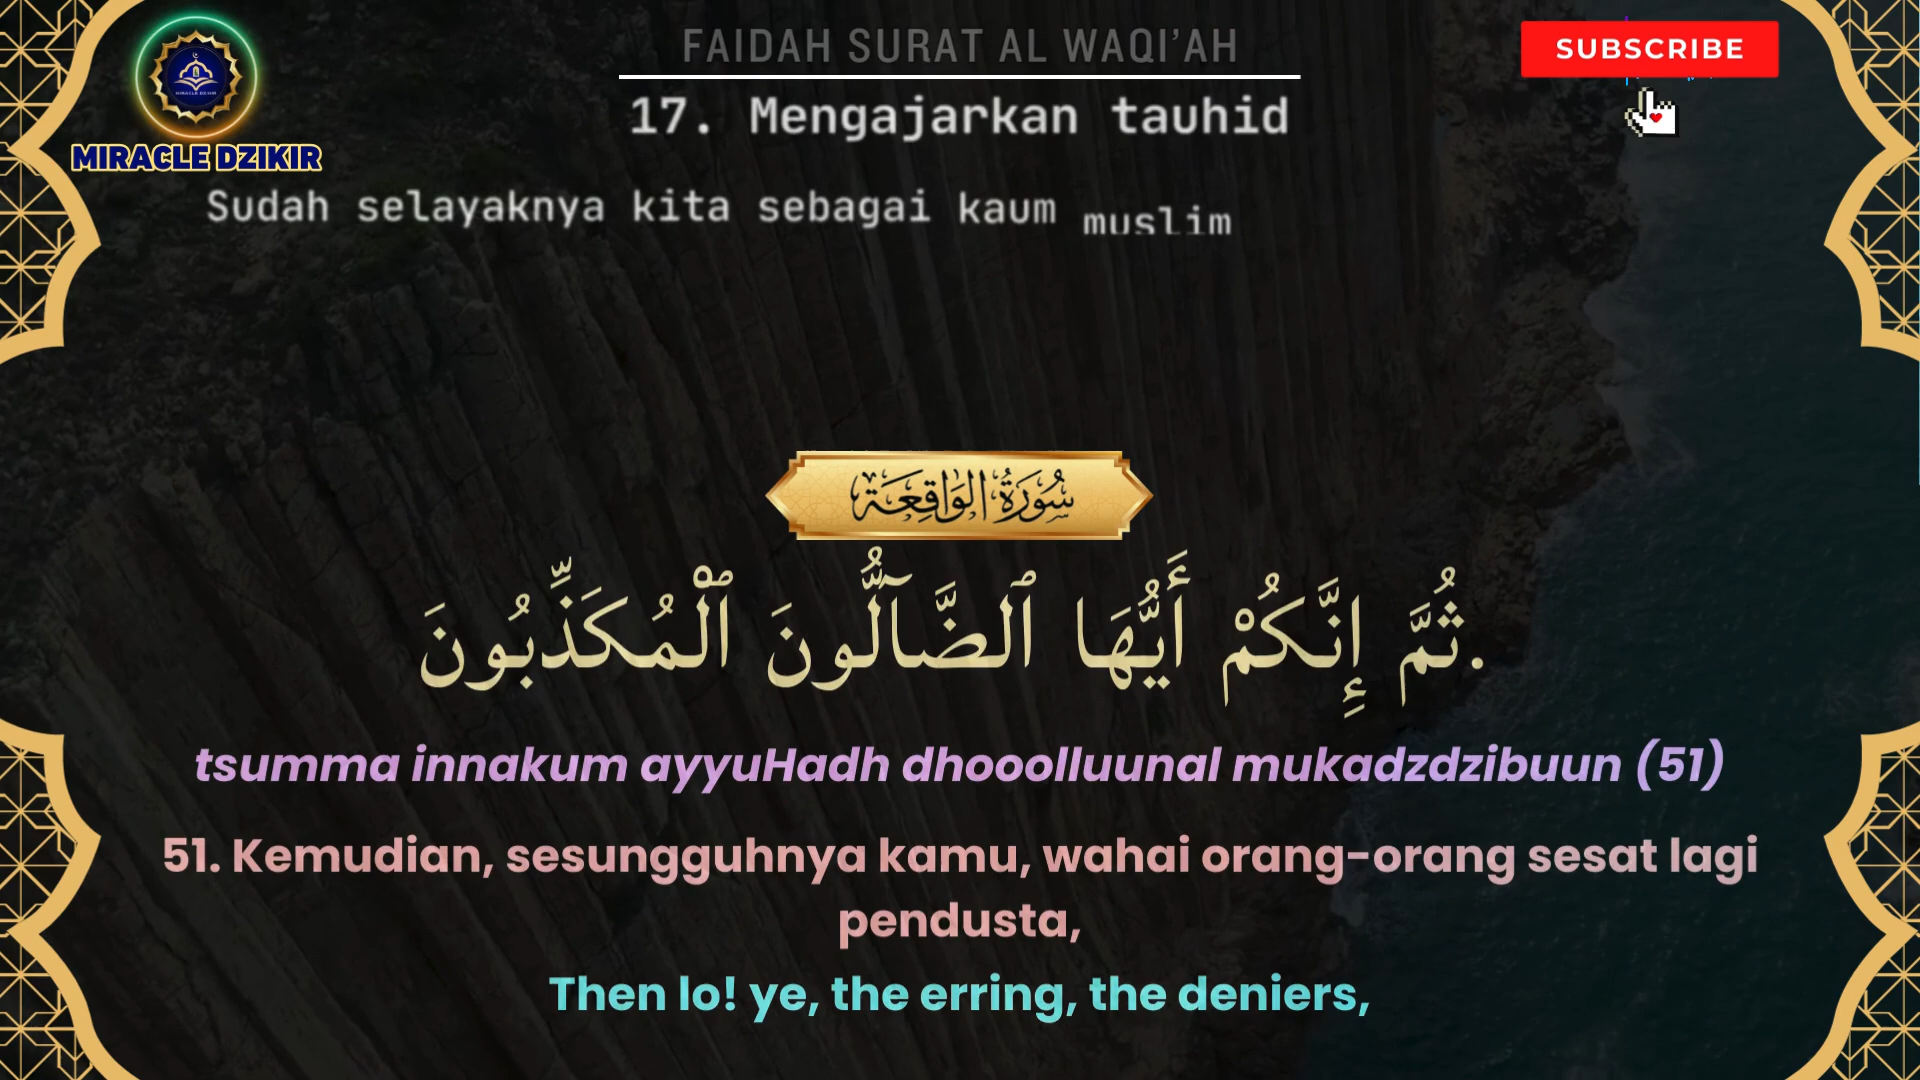 FAIDAH SURAT AL WAQI'AH
SUBSCRIBE
MIRACLE DZIKIR
17. Mengajarkan tauhid
Sudah selayaknya kita sebagai kaum muslim
سُورَةُ الوَاقِعَة
ثُمَّ إِنَّكُمْ أَيُّهَا ٱلضَّآلُّونَ ٱلْمُكَذِّبُونَ.
tsumma innakum ayyuHadh dhooolluunal mukadzdzibuun (51)
51. Kemudian, sesungguhnya kamu, wahai orang-orang sesat lagi
pendusta,
Then lo! ye, the erring, the deniers,